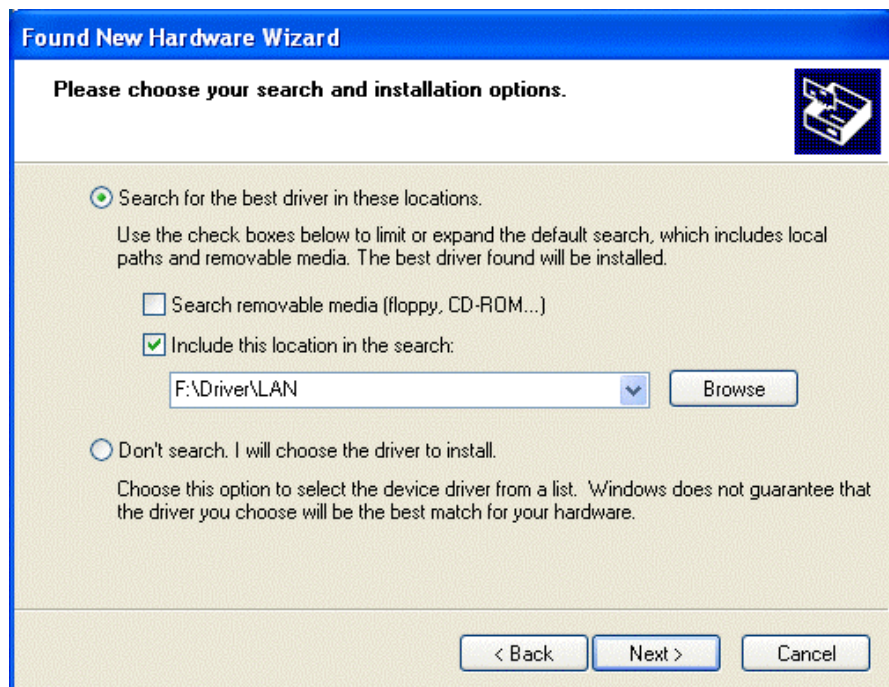 Found New Hardware Wizard
Please choose your search and installation options.
Search for the best driver in these locations.
Use the check boxes below to limit or expand the default search, which includes local
paths and removable media. The best driver found will be installed.
Search removable media (floppy, CD-ROM...)
Include this location in the search:
F:\Driver\LAN
Browse
Don't search. I will choose the driver to install.
Choose this option to select the device driver from a list. Windows does not guarantee that
the driver you choose will be the best match for your hardware.
< Back
Next >
Cancel